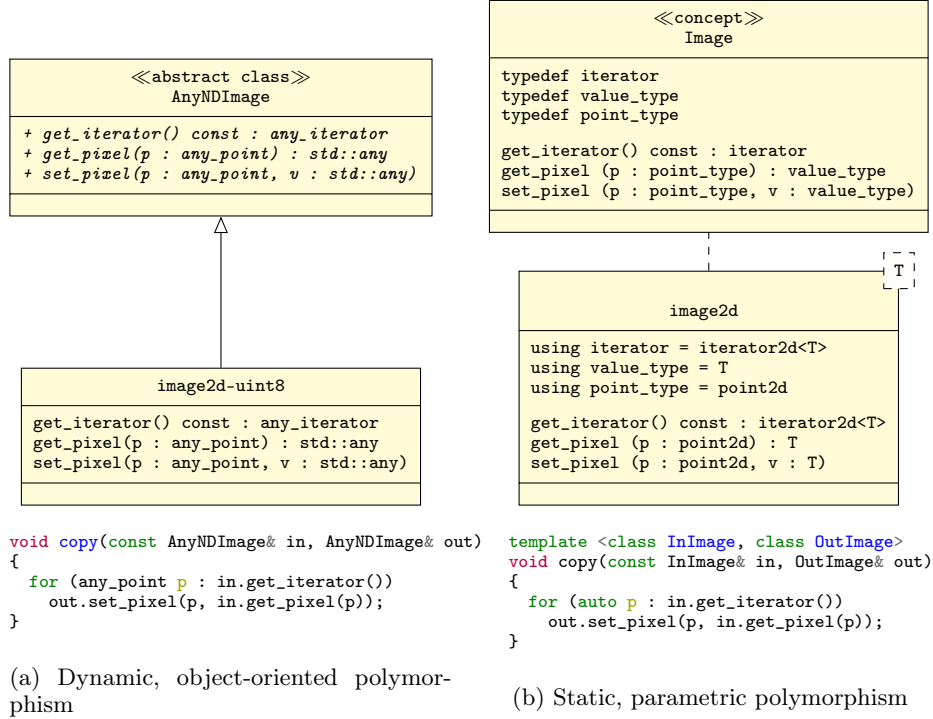 ≪abstract class≫
AnyNDImage
+ get_iterator() const : any_iterator
+ get_pixel(p : any_point) : std::any
+ set_pixel(p : any_point, v : std::any)
image2d-uint8
get_iterator() const : any_iterator
get_pixel(p : any_point) : std::any
set_pixel(p : any_point, v : std::any)
void copy(const AnyNDImage& in, AnyNDImage& out)
{
  for (any_point p : in.get_iterator())
    out.set_pixel(p, in.get_pixel(p));
}
(a) Dynamic, object-oriented polymor-
phism
≪concept≫
Image
typedef iterator
typedef value_type
typedef point_type
get_iterator() const : iterator
get_pixel (p : point_type) : value_type
set_pixel (p : point_type, v : value_type)
T
image2d
using iterator = iterator2d<T>
using value_type = T
using point_type = point2d
get_iterator() const : iterator2d<T>
get_pixel (p : point2d) : T
set_pixel (p : point2d, v : T)
template <class InImage, class OutImage>
void copy(const InImage& in, OutImage& out)
{
  for (auto p : in.get_iterator())
    out.set_pixel(p, in.get_pixel(p));
}
(b) Static, parametric polymorphism